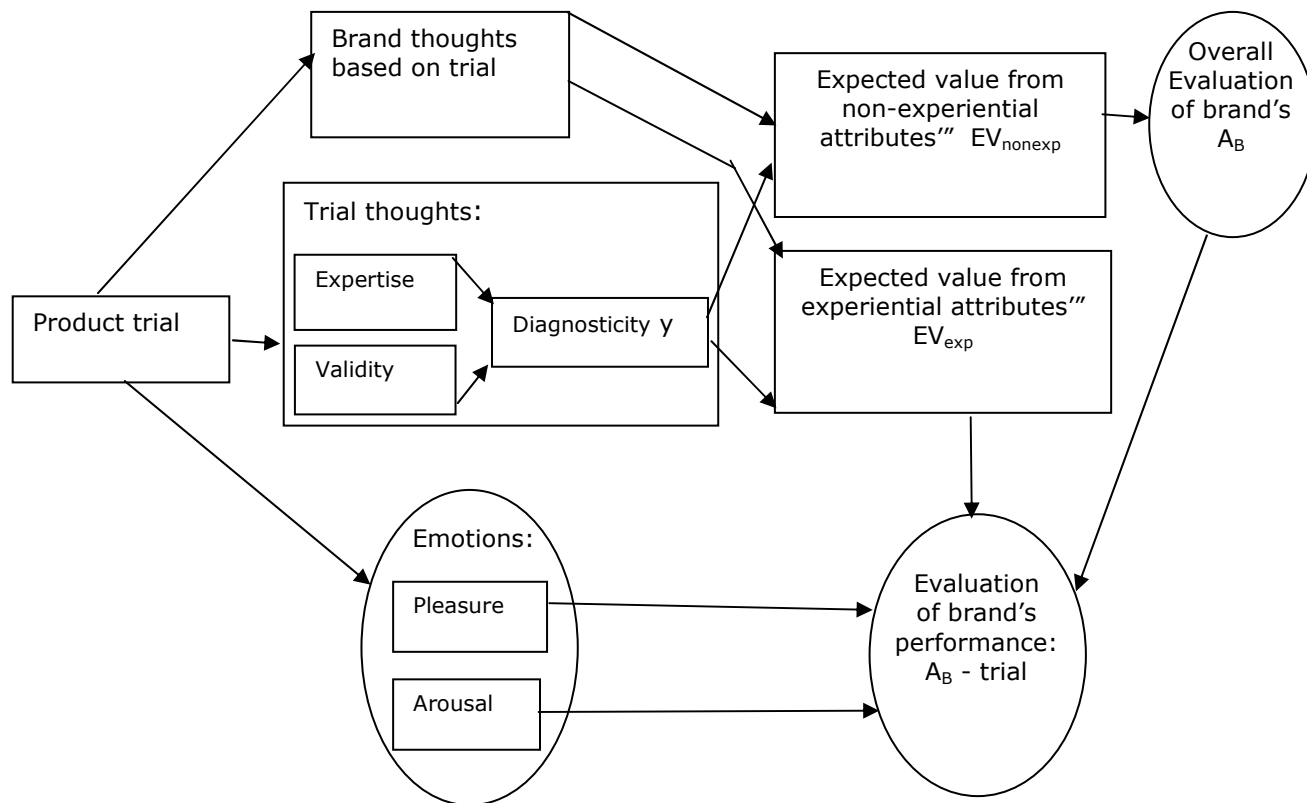 Brand thoughts
based on trial
Expected value from
non-experiential
attributes’” EVnonexp
Overall
Evaluation
of brand’s
AB
Trial thoughts:
Expertise
Diagnosticity y
Validity
Product trial
Expected value from
experiential attributes’”
EVexp
Emotions:
Pleasure
Arousal
Evaluation
of brand’s
performance:
AB - trial